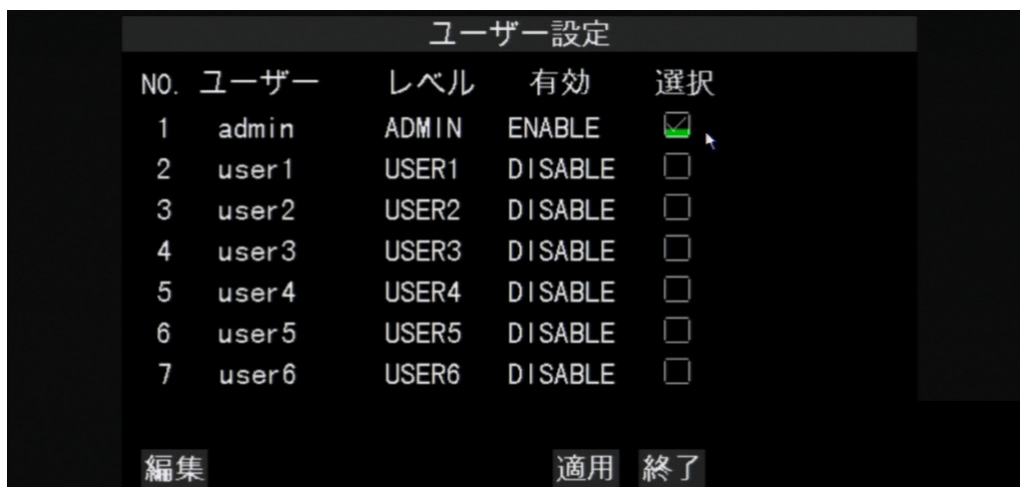 ユーザー設定
NO. ユーザー レベル 有効 選択
1 admin ADMIN ENABLE
2 user1 USER1 DISABLE
3 user2 USER2 DISABLE
4 user3 USER3 DISABLE
5 user4 USER4 DISABLE
6 user5 USER5 DISABLE
7 user6 USER6 DISABLE
編集 適用 終了